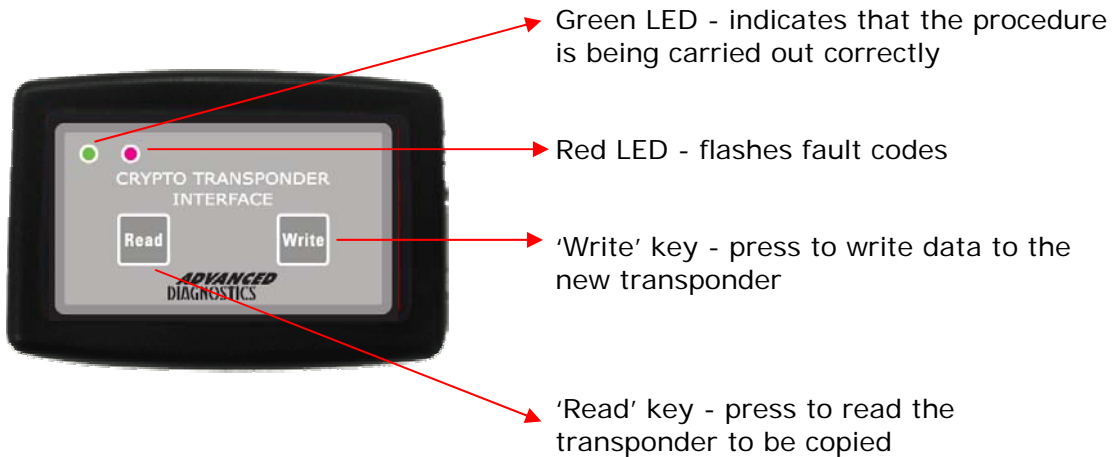 Green LED - indicates that the procedure
is being carried out correctly
Red LED - flashes fault codes
CRYPTO TRANSPONDER
INTERFACE
Read
Write
ADVANCED
DIAGNOSTICS
'Write' key - press to write data to the
new transponder
'Read' key - press to read the
transponder to be copied